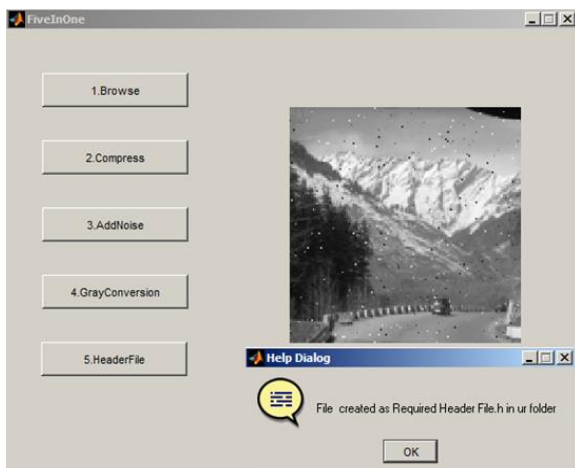 FiveInOne
1.Browse
2.Compress
3.AddNoise
4.GrayConversion
5.HeaderFile
Help Dialog
File created as Required Header File.h in ur folder
OK